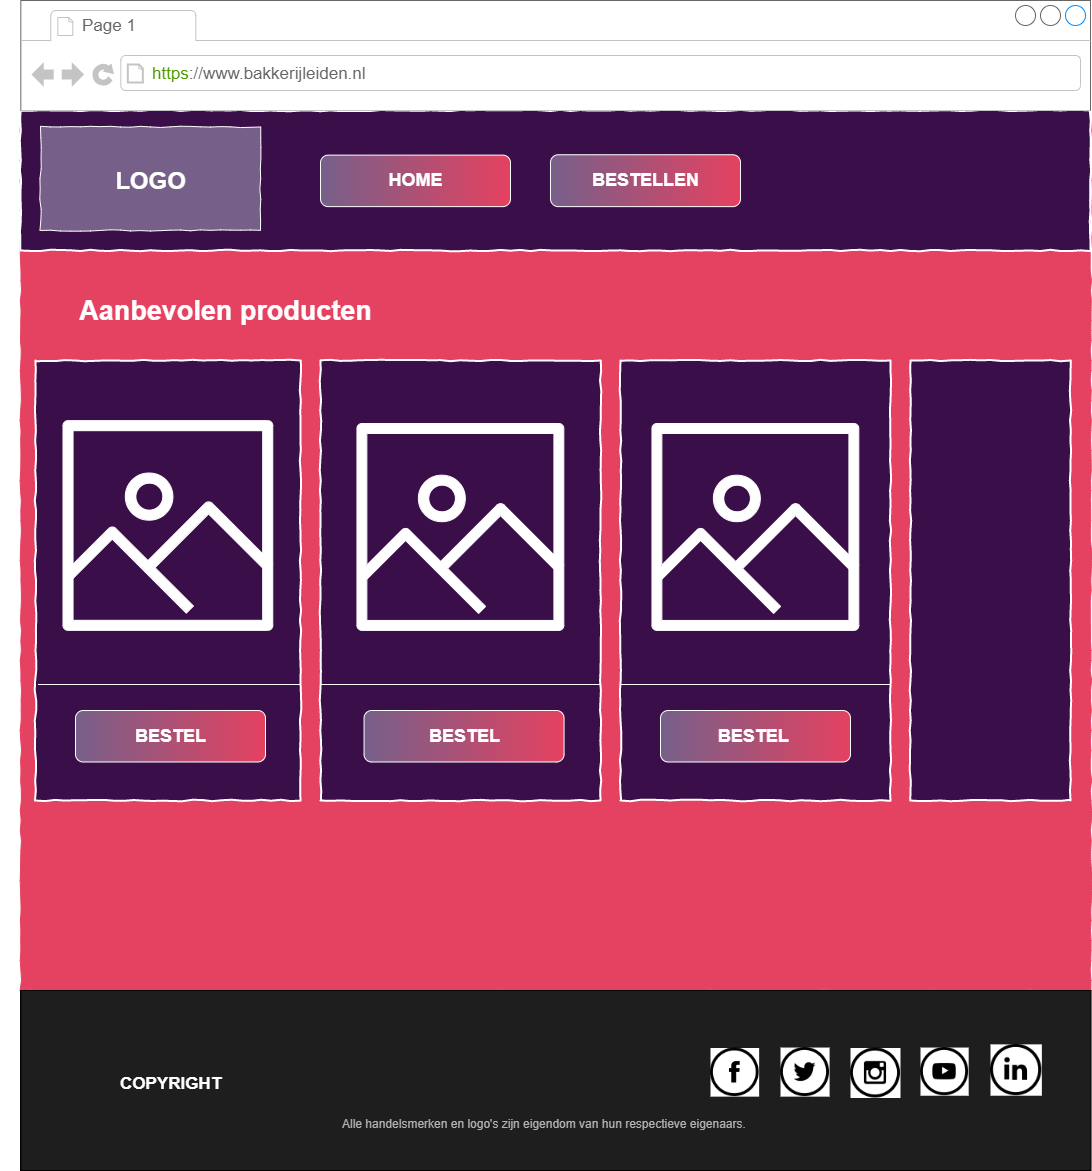 Page 1
https://www.bakkerijleiden.nl
LOGO
HOME
BESTELLEN
Aanbevolen producten
BESTEL
BESTEL
BESTEL
f
in
COPYRIGHT
Alle handelsmerken en logo's zijn eigendom van hun respectieve eigenaars.